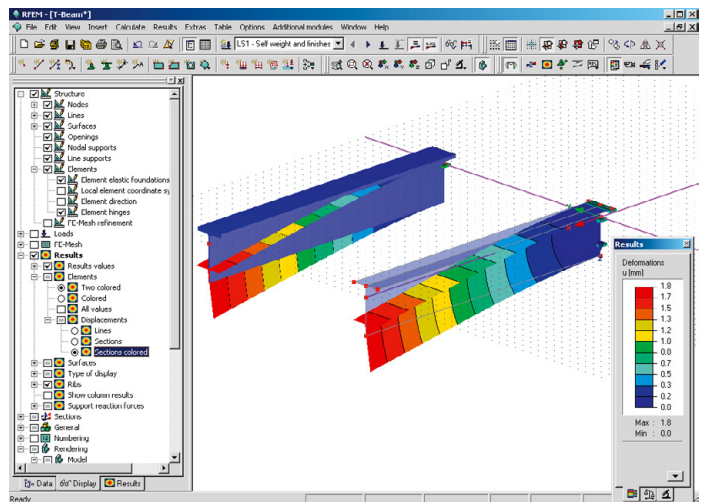 RFEM - [T-Beam*]
File Edit View Insert Calculate Results Extras Table Options Additional modules Window Help
LS1 - Self weight and finishes
Structure
Nodes
Lines
Surfaces
Openings
Nodal supports
Line supports
Elements
Element elastic foundations
Local element coordinate sy
Element direction
Element hinges
FE-Mesh refinement
Loads
FE-Mesh
Results
Results values
Elements
Two colored
Colored
All values
Displacements
Lines
Sections
Sections colored
Surfaces
Type of display
Ribs
Show column results
Support reaction forces
Sections
General
Numbering
Rendering
Model
Data Display Results
Ready
Results
Deformations
u [mm]
1.8
1.7
1.5
1.3
1.2
1.0
0.0
0.7
0.5
0.3
0.2
0.0
Max : 1.8
Min : 0.0